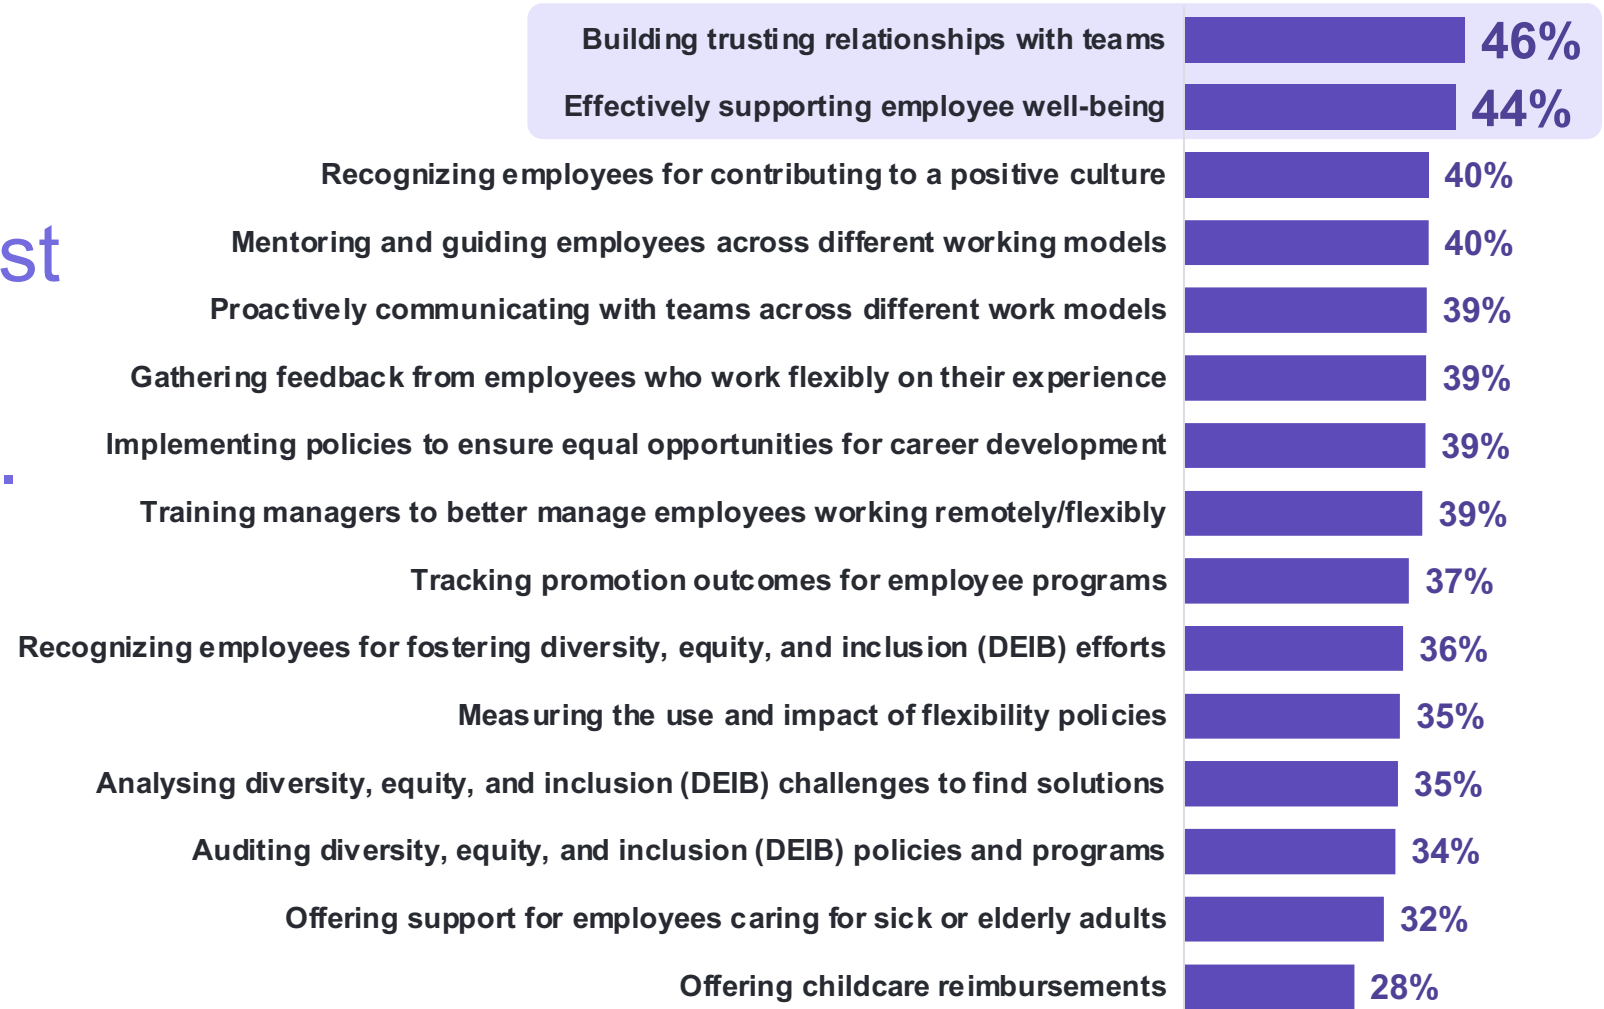 Building trusting relationships with teams 46%
Effectively supporting employee well-being 44%
Recognizing employees for contributing to a positive culture 40%
st
Mentoring and guiding employees across different working models 40%
Proactively communicating with teams across different work models 39%
Gathering feedback from employees who work flexibly on their experience 39%
Implementing policies to ensure equal opportunities for career development 39%
.
Training managers to better manage employees working remotely/flexibly 39%
Tracking promotion outcomes for employee programs 37%
Recognizing employees for fostering diversity, equity, and inclusion (DEIB) efforts 36%
Measuring the use and impact of flexibility policies 35%
Analysing diversity, equity, and inclusion (DEIB) challenges to find solutions 35%
Auditing diversity, equity, and inclusion (DEIB) policies and programs 34%
Offering support for employees caring for sick or elderly adults 32%
Offering childcare reimbursements 28%